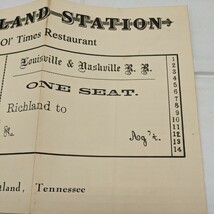 LAND STATION
Ol' Times Restaurant
Louisville & Nashville R. R.
ONE SEAT.
Richland to
R. Ag't.
1
2
3
4
5
6
7
8
9
10
11
12
13
14
tland, Tennessee